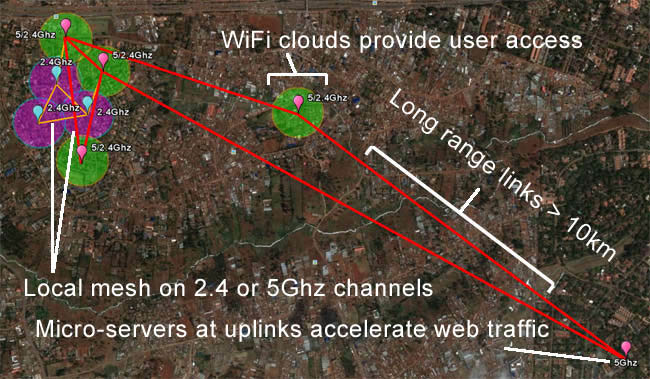 5/2.4Ghz
WiFi clouds provide user access
5/2.4Ghz
2.4Ghz
5/2.4Ghz
2.4Ghz
2.4Ghz
5/2.4Ghz
Long range links > 10km
Local mesh on 2.4 or 5Ghz channels
Micro-servers at uplinks accelerate web traffic
5Ghz